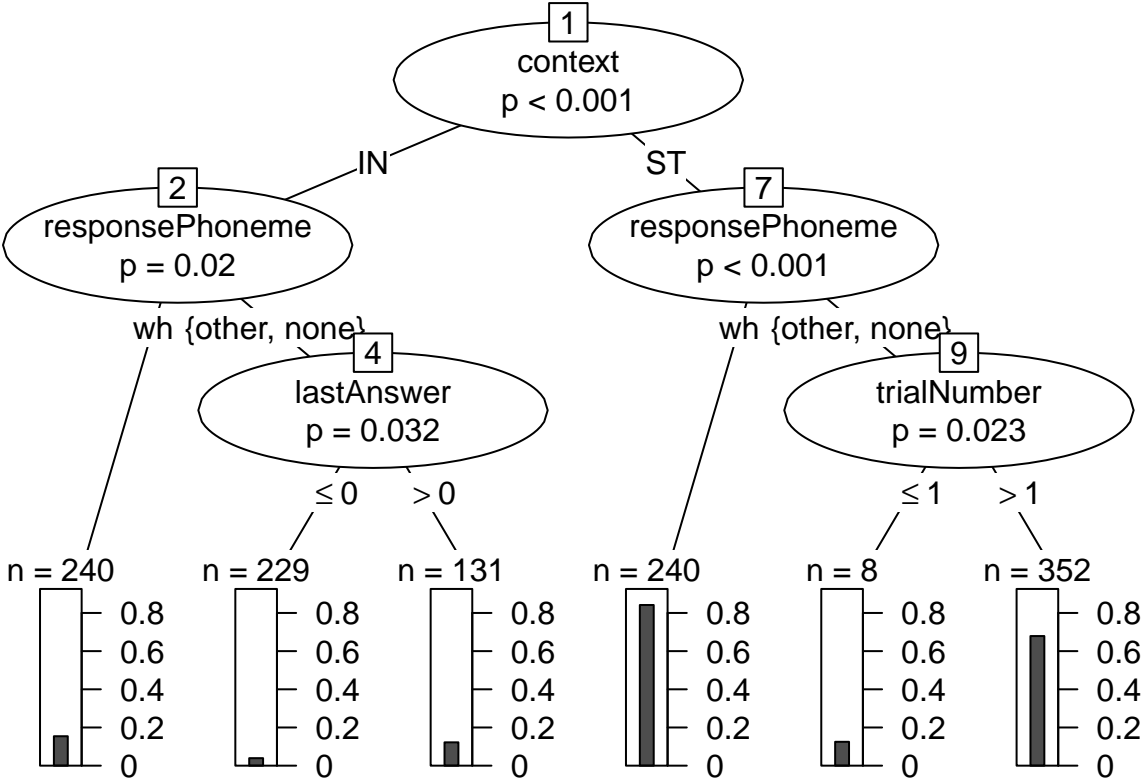 1
context
p < 0.001
IN
ST
2
responsePhoneme
p = 0.02
7
responsePhoneme
p < 0.001
wh {other, none}
wh {other, none}
4
lastAnswer
p = 0.032
9
trialNumber
p = 0.023
≤ 0
> 0
≤ 1
> 1
n = 240
n = 229
n = 131
n = 240
n = 8
n = 352
0.8 0.8 0.8 0.8 0.8 0.8
0.6 0.6 0.6 0.6 0.6 0.6
0.4 0.4 0.4 0.4 0.4 0.4
0.2 0.2 0.2 0.2 0.2 0.2
0 0 0 0 0 0